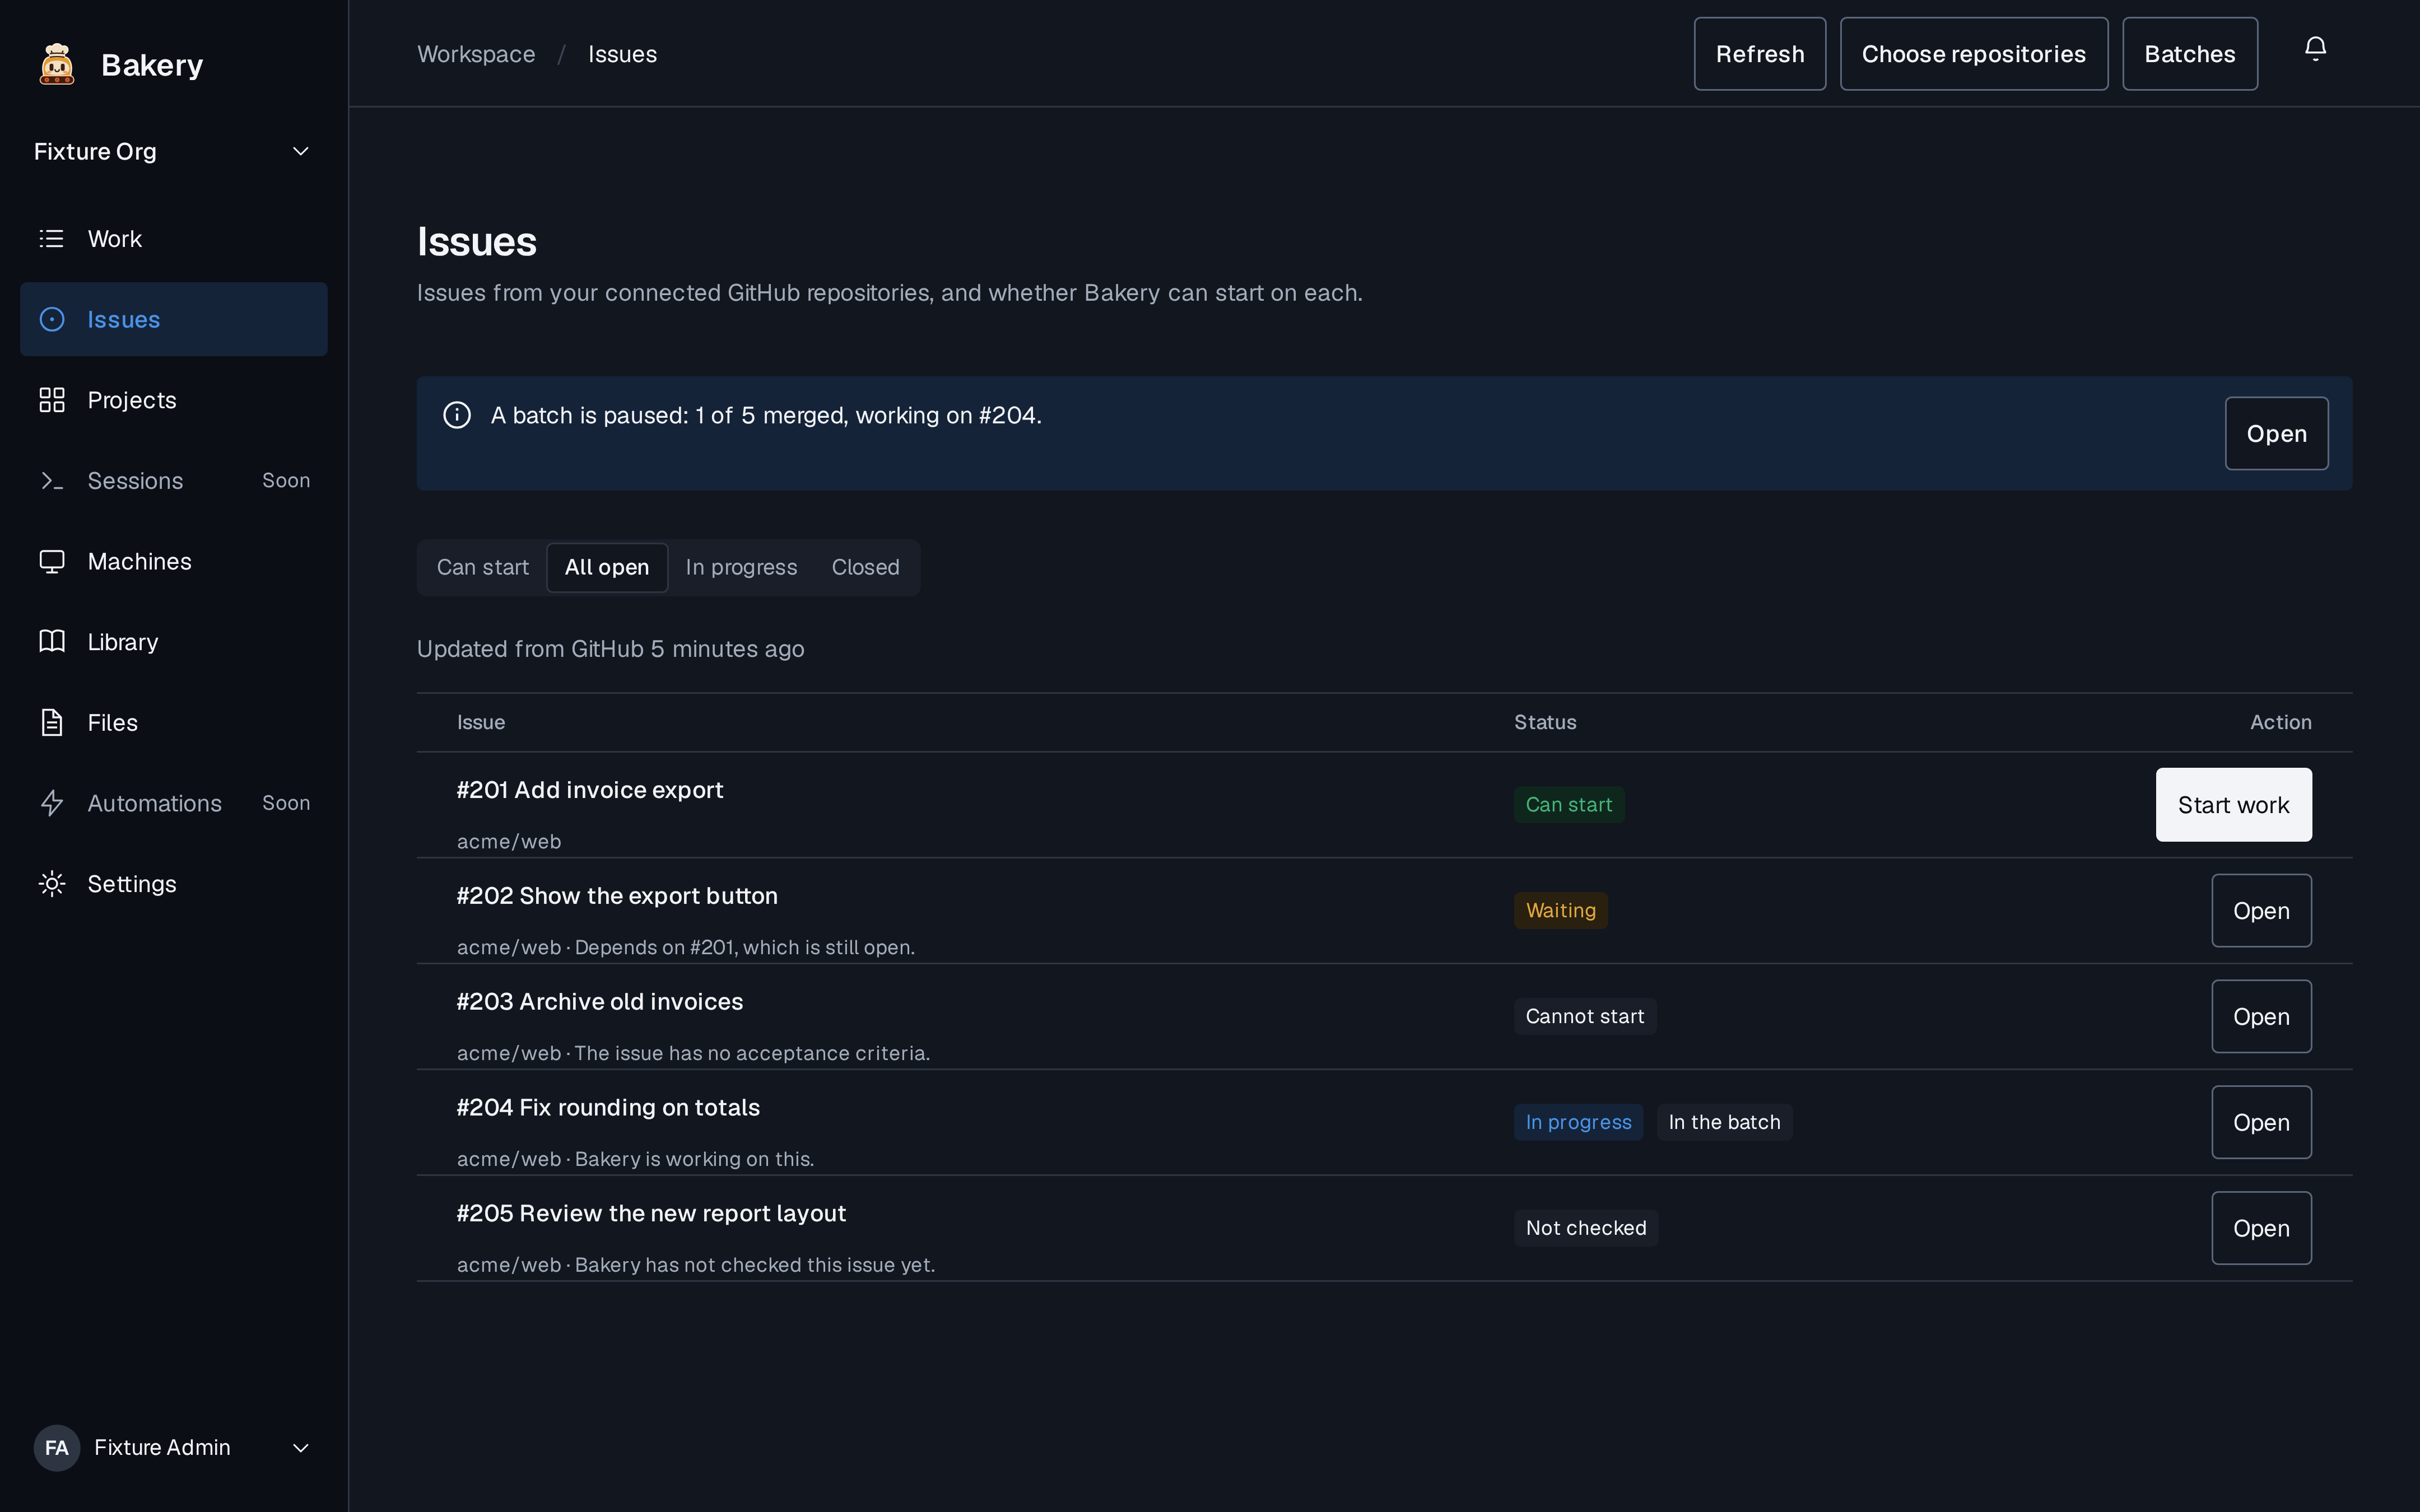 Bakery
Fixture Org
Work
Issues
Projects
Sessions Soon
Machines
Library
Files
Automations Soon
Settings
FA Fixture Admin
Workspace / Issues
Refresh
Choose repositories
Batches
Issues
Issues from your connected GitHub repositories, and whether Bakery can start on each.
A batch is paused: 1 of 5 merged, working on #204.
Open
Can start All open In progress Closed
Updated from GitHub 5 minutes ago
Issue Status Action
#201 Add invoice export
acme/web
Can start
Start work
#202 Show the export button
acme/web · Depends on #201, which is still open.
Waiting
Open
#203 Archive old invoices
acme/web · The issue has no acceptance criteria.
Cannot start
Open
#204 Fix rounding on totals
acme/web · Bakery is working on this.
In progress In the batch
Open
#205 Review the new report layout
acme/web · Bakery has not checked this issue yet.
Not checked
Open